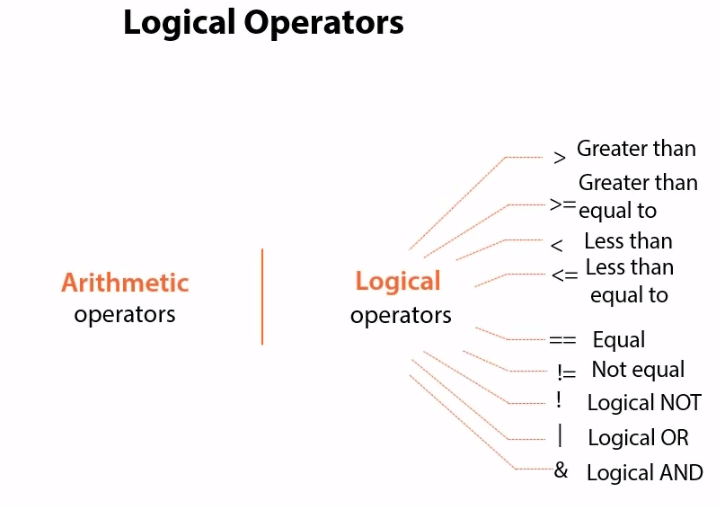 Logical Operators
Arithmetic
operators
Logical
operators
> Greater than
>= Greater than
equal to
< Less than
<= Less than
equal to
== Equal
!= Not equal
! Logical NOT
| Logical OR
& Logical AND